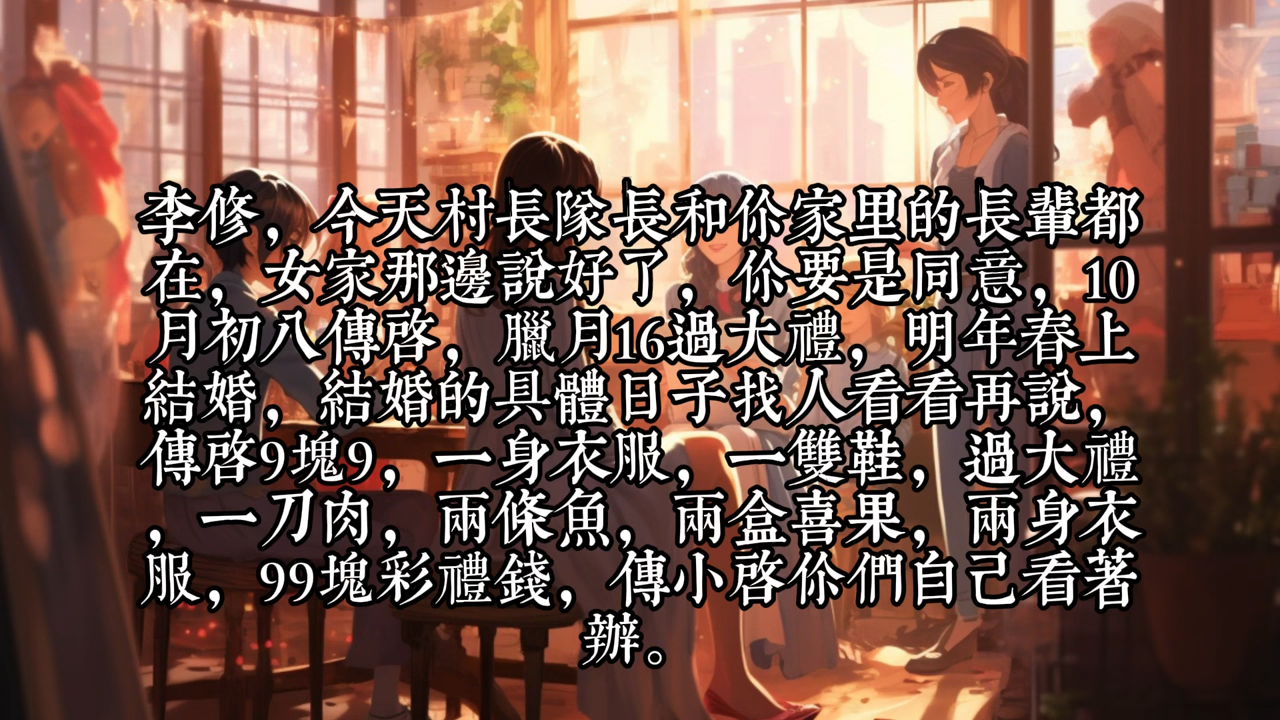 李修，今天村長隊長和你家里的長輩都
在，女家那邊說好了，你要是同意，10
月初八傳啓，臘月16過大禮，明年春上
結婚，結婚的具體日子找人看看再說，
傳啓9塊9，一身衣服，一雙鞋，過大禮
，一刀肉，兩條魚，兩盒喜果，兩身衣
服，99塊彩禮錢，傳小啓你們自己看著
辦。